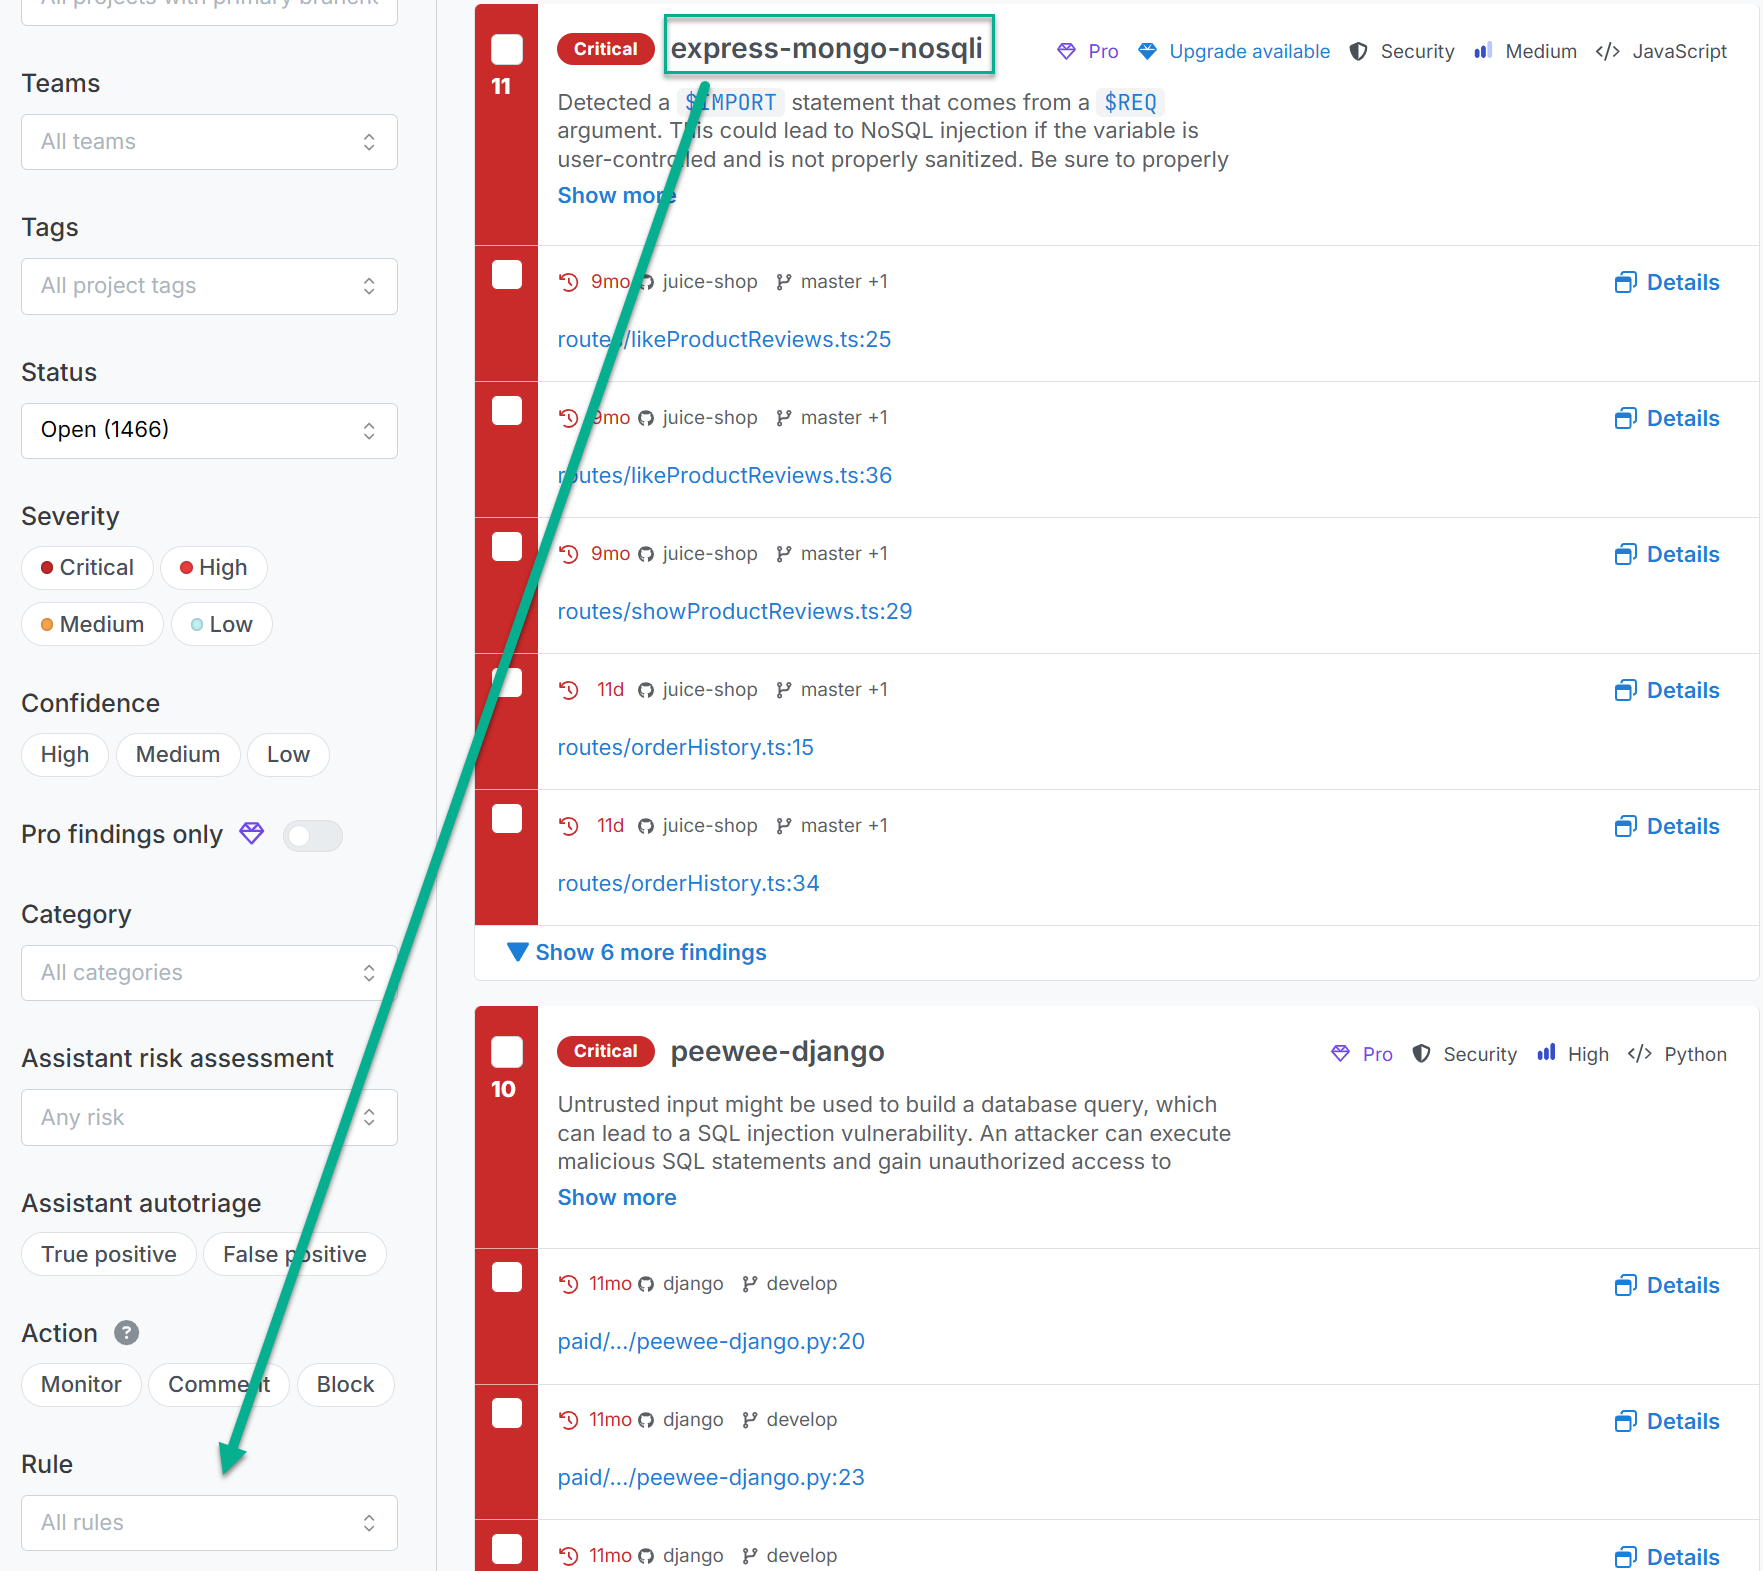 All projects with primary branch
Teams
All teams
Tags
All project tags
Status
Open (1466)
Severity
Critical
High
Medium
Low
Confidence
High
Medium
Low
Pro findings only
Category
All categories
Assistant risk assessment
Any risk
Assistant autotriage
True positive
False positive
Action ?
Monitor
Comment
Block
Rule
All rules
11
Critical express-mongo-nosqli Pro Upgrade available Security Medium </> JavaScript
Detected a $IMPORT statement that comes from a $REQ
argument. This could lead to NoSQL injection if the variable is
user-controlled and is not properly sanitized. Be sure to properly
Show more
9mo juice-shop master +1 Details
routes/likeProductReviews.ts:25
9mo juice-shop master +1 Details
routes/likeProductReviews.ts:36
9mo juice-shop master +1 Details
routes/showProductReviews.ts:29
11d juice-shop master +1 Details
routes/orderHistory.ts:15
11d juice-shop master +1 Details
routes/orderHistory.ts:34
Show 6 more findings
10
Critical peewee-django Pro Security High </> Python
Untrusted input might be used to build a database query, which
can lead to a SQL injection vulnerability. An attacker can execute
malicious SQL statements and gain unauthorized access to
Show more
11mo django develop Details
paid/.../peewee-django.py:20
11mo django develop Details
paid/.../peewee-django.py:23
11mo django develop Details